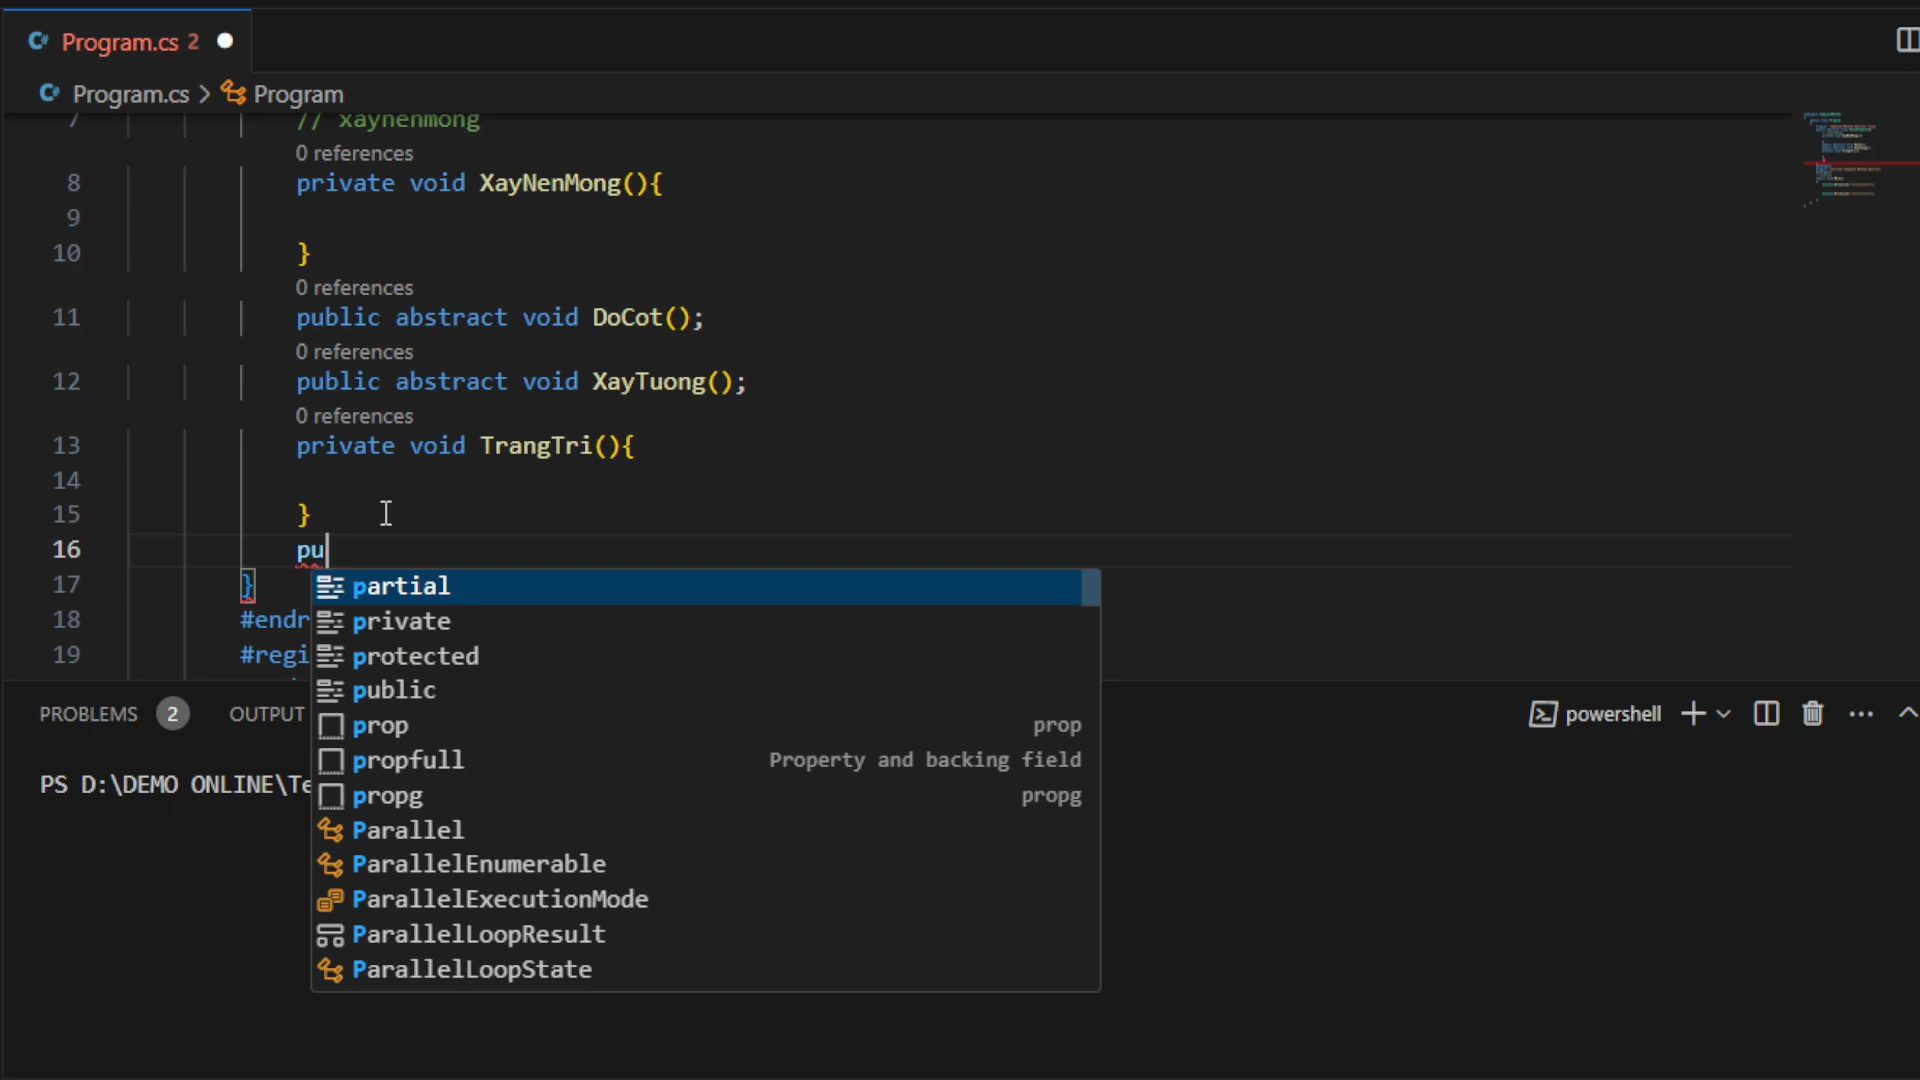 Program.cs 2
Program.cs > Program
7 // xaynenmong
0 references
8 private void XayNenMong(){
9
10 }
0 references
11 public abstract void DoCot();
0 references
12 public abstract void XayTuong();
0 references
13 private void TrangTri(){
14
15 }
16 pu
17 }
18 #endr
19 #regi
partial
private
protected
public
prop prop
propfull Property and backing field
propg propg
Parallel
ParallelEnumerable
ParallelExecutionMode
ParallelLoopResult
ParallelLoopState
PROBLEMS 2 OUTPUT powershell
PS D:\DEMO ONLINE\Te